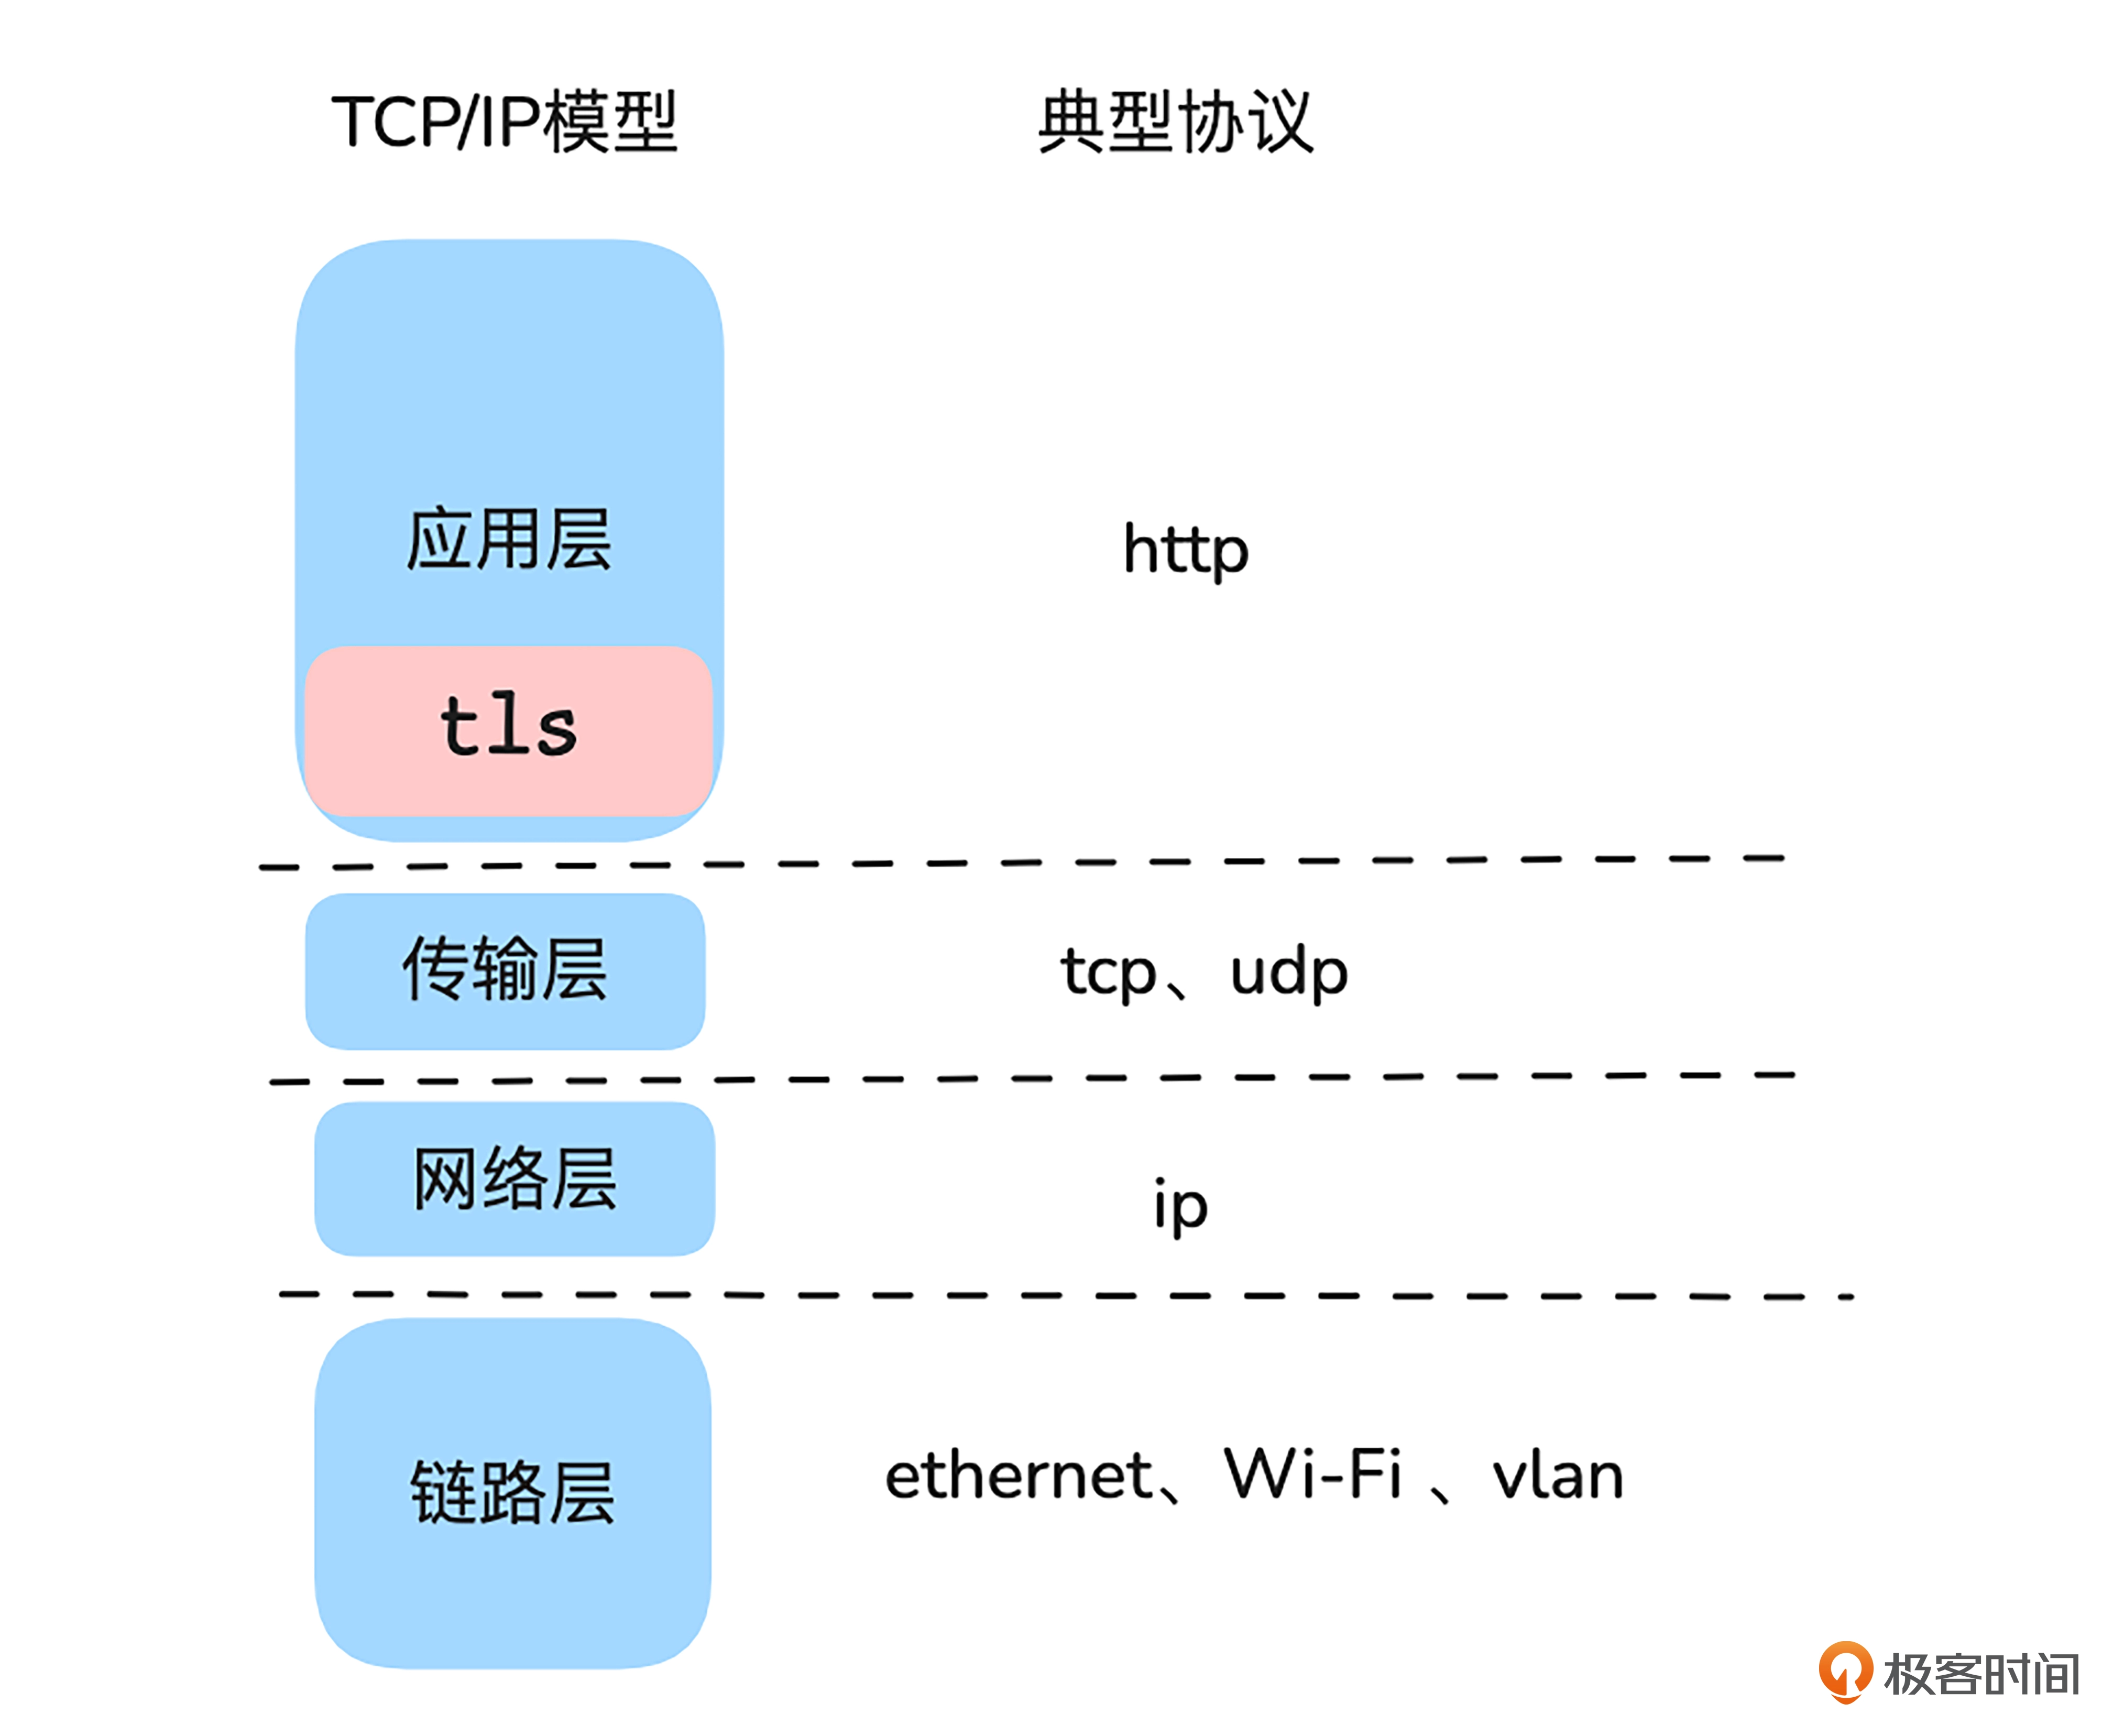 TCP/IP模型 典型协议
应用层 http
tls
传输层 tcp、udp
网络层 ip
链路层 ethernet、Wi-Fi 、vlan
极客时间